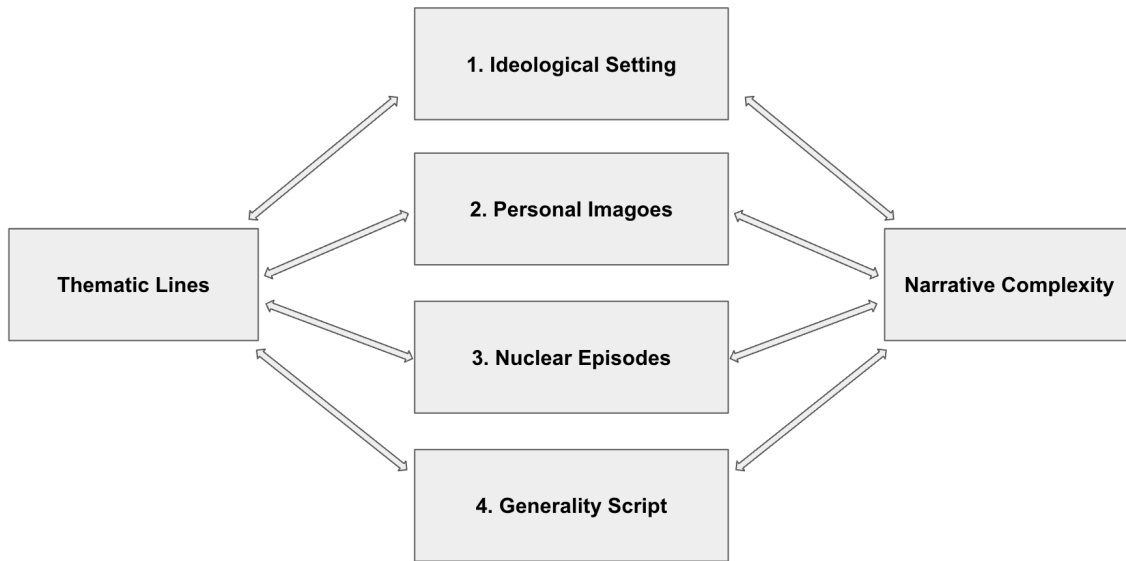 1. Ideological Setting
2. Personal Imagoes
Thematic Lines
Narrative Complexity
3. Nuclear Episodes
4. Generality Script